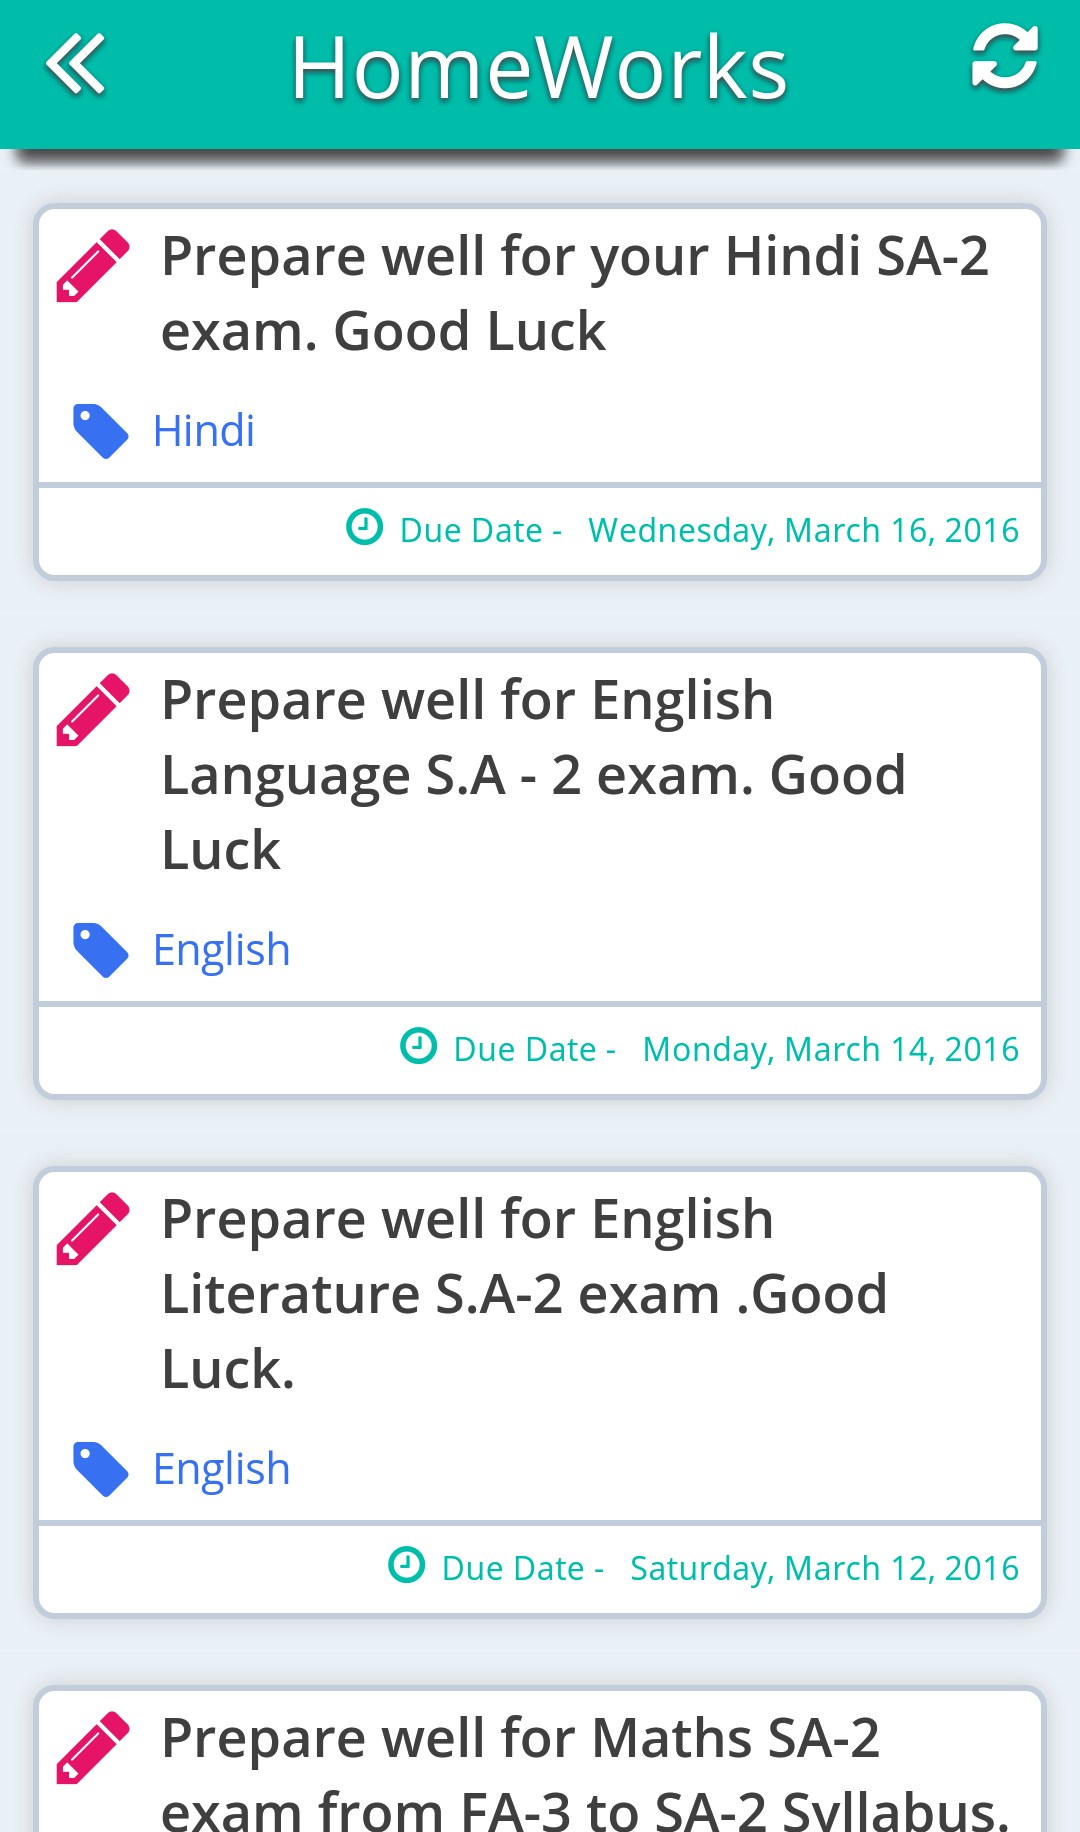 HomeWorks
Prepare well for your Hindi SA-2
exam. Good Luck
Hindi
Due Date - Wednesday, March 16, 2016
Prepare well for English
Language S.A - 2 exam. Good
Luck
English
Due Date - Monday, March 14, 2016
Prepare well for English
Literature S.A-2 exam .Good
Luck.
English
Due Date - Saturday, March 12, 2016
Prepare well for Maths SA-2
exam from FA-3 to SA-2 Syllabus.